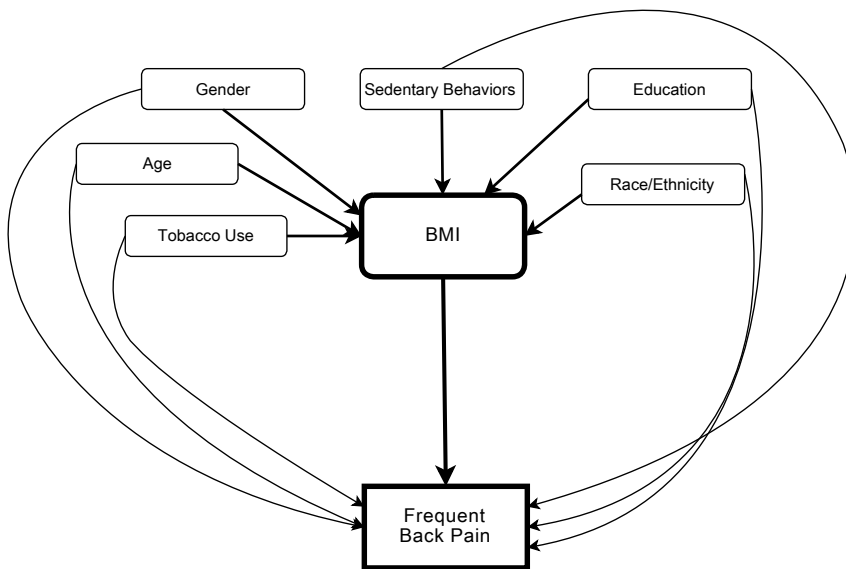 Gender
Sedentary Behaviors
Education
Age
Race/Ethnicity
Tobacco Use
BMI
Frequent
Back Pain